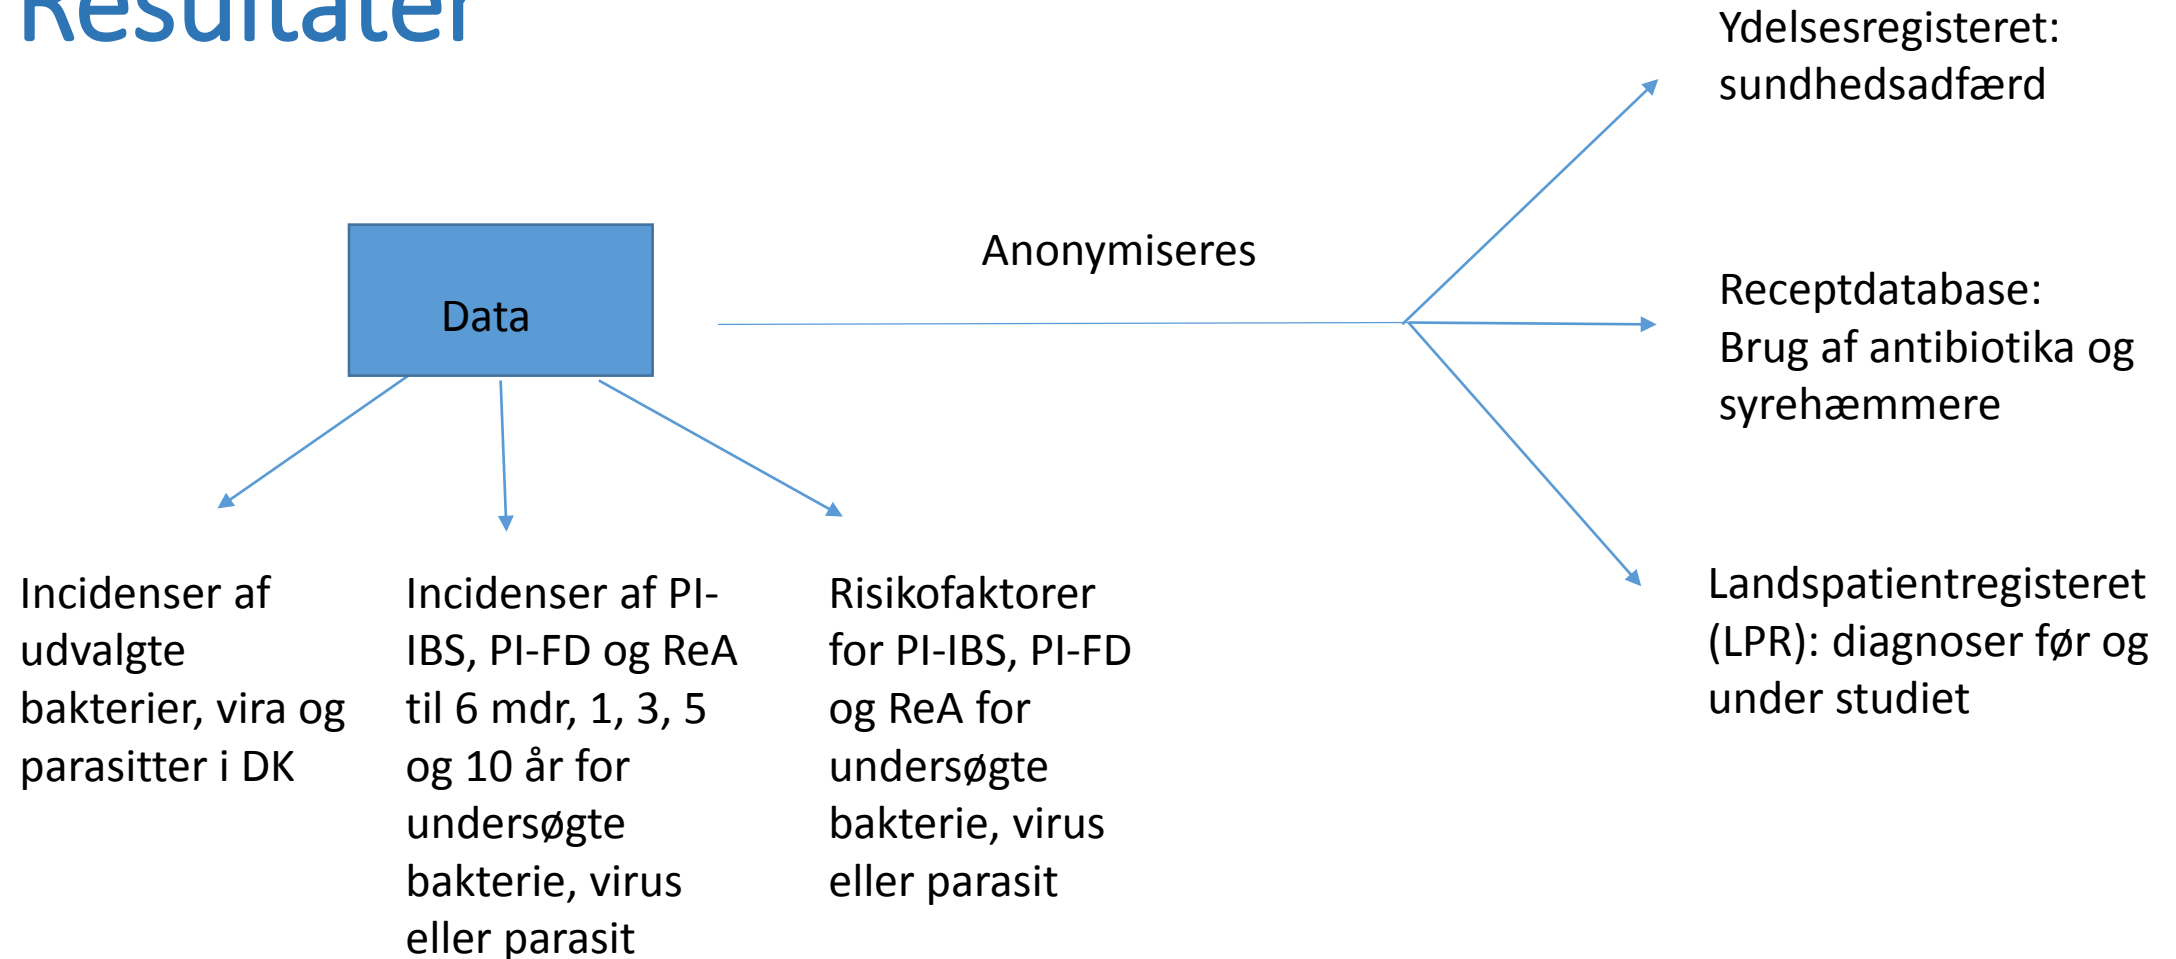 Resultater
Ydelsesregisteret:
sundhedsadfærd
Anonymiseres
Data
Receptdatabase:
Brug af antibiotika og
syrehæmmere
Landspatientregisteret
(LPR): diagnoser før og
under studiet
Incidenser af
udvalgte
bakterier, vira og
parasitter i DK
Incidenser af PI-
IBS, PI-FD og ReA
til 6 mdr, 1, 3, 5
og 10 år for
undersøgte
bakterie, virus
eller parasit
Risikofaktorer
for PI-IBS, PI-FD
og ReA for
undersøgte
bakterie, virus
eller parasit